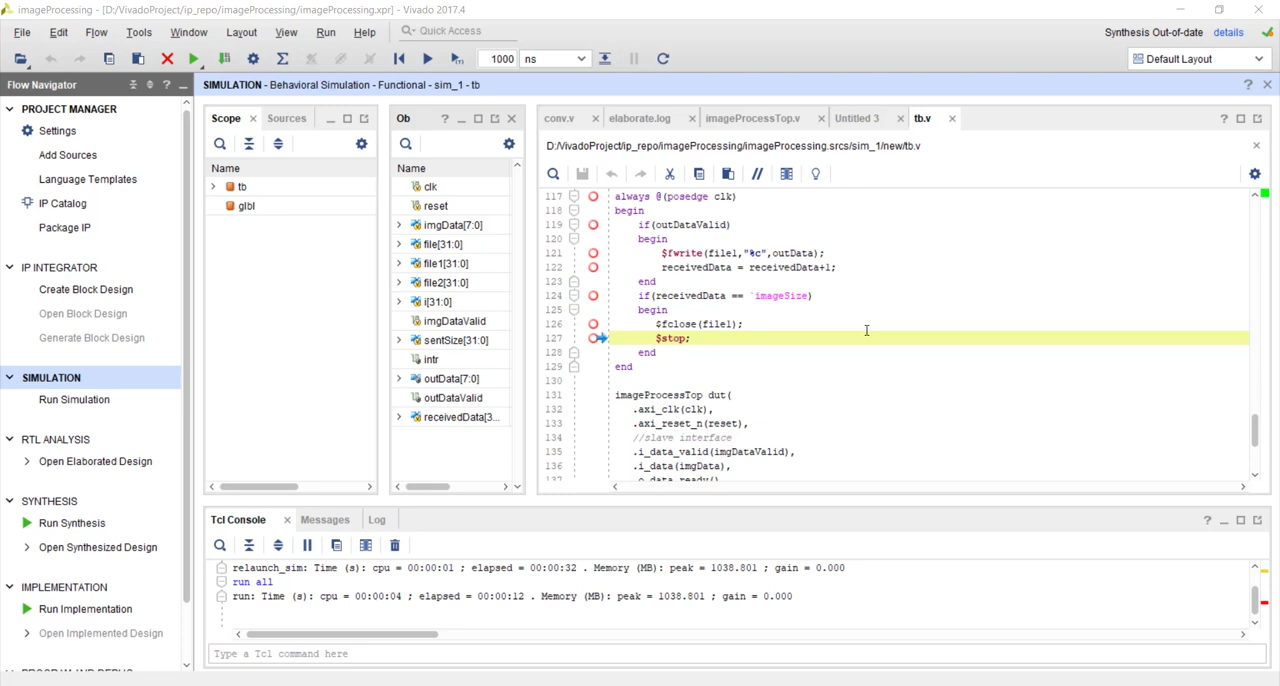 imageProcessing - [D:/VivadoProject/ip_repo/imageProcessing/imageProcessing.xpr] - Vivado 2017.4
File Edit Flow Tools Window Layout View Run Help Quick Access
Synthesis Out-of-date details
1000 ns
Default Layout
Flow Navigator
PROJECT MANAGER
Settings
Add Sources
Language Templates
IP Catalog
Package IP
IP INTEGRATOR
Create Block Design
Open Block Design
Generate Block Design
SIMULATION
Run Simulation
RTL ANALYSIS
Open Elaborated Design
SYNTHESIS
Run Synthesis
Open Synthesized Design
IMPLEMENTATION
Run Implementation
Open Implemented Design
SIMULATION - Behavioral Simulation - Functional - sim_1 - tb
Scope Sources
Name
tb
glbl
Ob
Name
clk
reset
imgData[7:0]
file[31:0]
file1[31:0]
file2[31:0]
i[31:0]
imgDataValid
sentSize[31:0]
intr
outData[7:0]
outDataValid
receivedData[3...
conv.v elaborate.log imageProcessTop.v Untitled 3 tb.v
D:/VivadoProject/ip_repo/imageProcessing/imageProcessing.srcs/sim_1/new/tb.v
117 always @(posedge clk)
118 begin
119 if(outDataValid)
120 begin
121 $fwrite(file1,"%c",outData);
122 receivedData = receivedData+1;
123 end
124 if(receivedData == `imageSize)
125 begin
126 $fclose(file1);
127 $stop;
128 end
129 end
130
131 imageProcessTop dut(
132 .axi_clk(clk),
133 .axi_reset_n(reset),
134 //slave interface
135 .i_data_valid(imgDataValid),
136 .i_data(imgData),
137 .o_data_ready()
Tcl Console Messages Log
relaunch_sim: Time (s): cpu = 00:00:01 ; elapsed = 00:00:32 . Memory (MB): peak = 1038.801 ; gain = 0.000
run all
run: Time (s): cpu = 00:00:04 ; elapsed = 00:00:12 . Memory (MB): peak = 1038.801 ; gain = 0.000
Type a Tcl command here